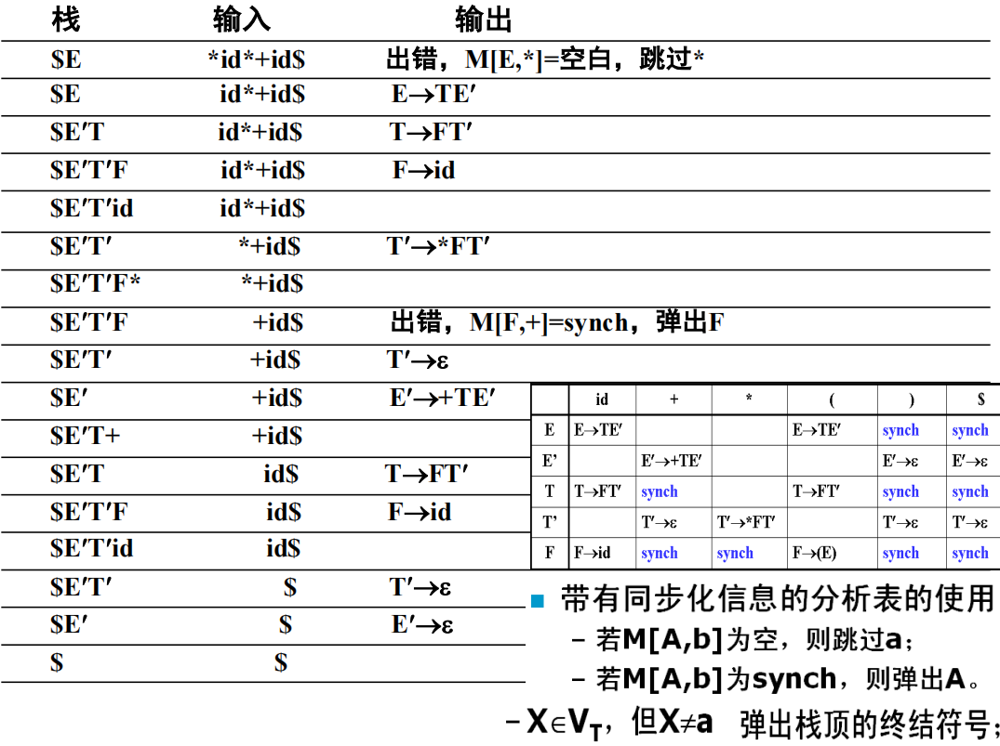 栈 输入 输出
$E *id*+id$ 出错，M[E,*]=空白，跳过*
$E id*+id$ E→TE′
$E′T id*+id$ T→FT′
$E′T′F id*+id$ F→id
$E′T′id id*+id$
$E′T′ *+id$ T′→*FT′
$E′T′F* *+id$
$E′T′F +id$ 出错，M[F,+]=synch，弹出F
$E′T′ +id$ T′→ε
$E′ +id$ E′→+TE′
$E′T+ +id$
$E′T id$ T→FT′
$E′T′F id$ F→id
$E′T′id id$
$E′T′ $ T′→ε
$E′ $ E′→ε
$ $
id + * ( ) $
E E→TE′ E→TE′ synch synch
E’ E′→+TE′ E′→ε E′→ε
T T→FT′ synch T→FT′ synch synch
T’ T′→ε T′→*FT′ T′→ε T′→ε
F F→id synch synch F→(E) synch synch
■ 带有同步化信息的分析表的使用
– 若M[A,b]为空，则跳过a；
– 若M[A,b]为synch，则弹出A。
–X∈VT，但X≠a 弹出栈顶的终结符号；